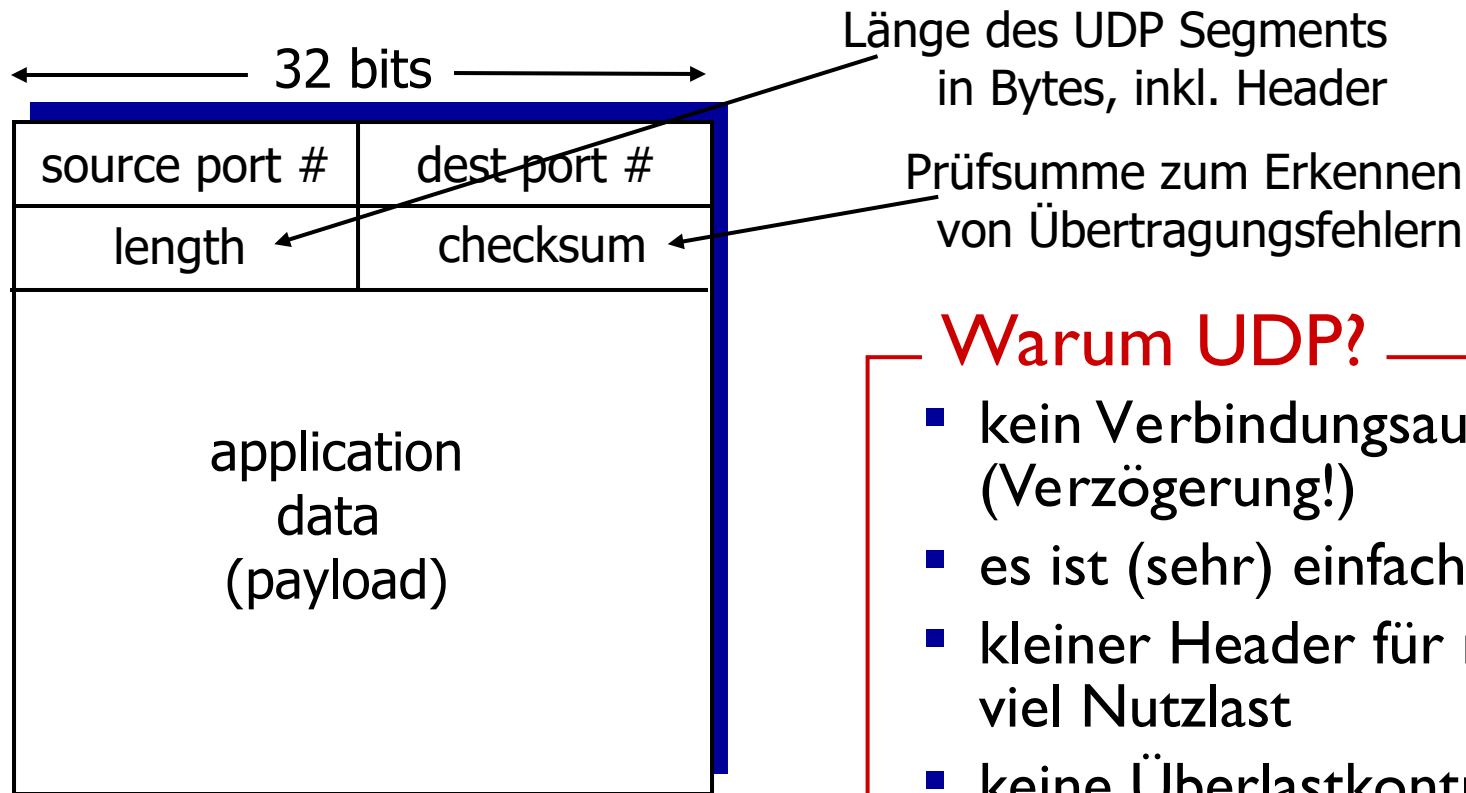 32 bits
source port #
dest port #
length
checksum
application
data
(payload)
Länge des UDP Segments
in Bytes, inkl. Header
Prüfsumme zum Erkennen
von Übertragungsfehlern
Warum UDP?
kein Verbindungsau
(Verzögerung!)
es ist (sehr) einfach
kleiner Header für
viel Nutzlast
keine Überlastkont